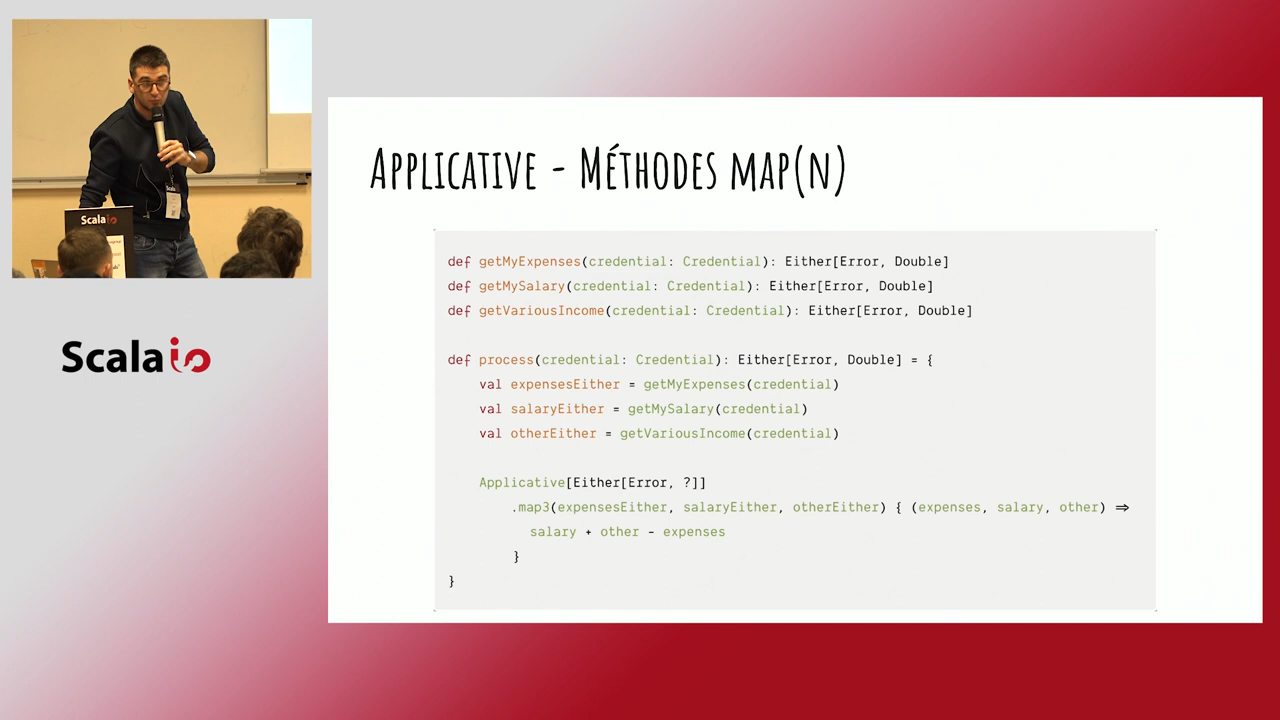 Scalaio
Scala
Scalaio
APPLICATIVE - MÉTHODES MAP(N)
def getMyExpenses(credential: Credential): Either[Error, Double]
def getMySalary(credential: Credential): Either[Error, Double]
def getVariousIncome(credential: Credential): Either[Error, Double]
def process(credential: Credential): Either[Error, Double] = {
val expensesEither = getMyExpenses(credential)
val salaryEither = getMySalary(credential)
val otherEither = getVariousIncome(credential)
Applicative[Either[Error, ?]]
.map3(expensesEither, salaryEither, otherEither) { (expenses, salary, other) ⇒
salary + other - expenses
}
}